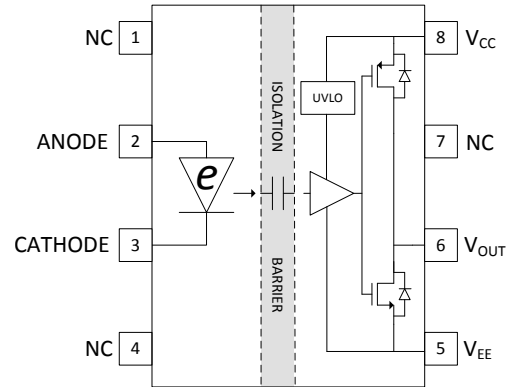 NC 1
ANODE 2
CATHODE 3
NC 4
e
ISOLATION
BARRIER
UVLO
8 VCC
7 NC
6 VOUT
5 VEE